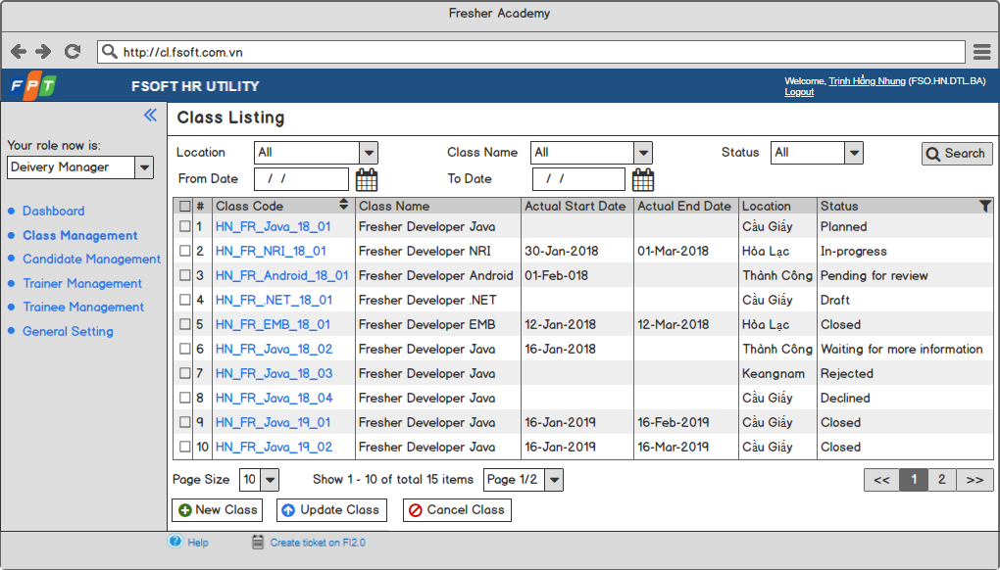 Fresher Academy
http://cl.fsoft.com.vn
FPT FSOFT HR UTILITY Welcome, Trịnh Hồng Nhung (FSO.HN.DTL.BA)
Logout
Class Listing
Your role now is:
Deivery Manager
Dashboard
Class Management
Candidate Management
Trainer Management
Trainee Management
General Setting
Location All Class Name All Status All Search
From Date / / To Date / /
# Class Code Class Name Actual Start Date Actual End Date Location Status
1 HN_FR_Java_18_01 Fresher Developer Java Cầu Giấy Planned
2 HN_FR_NRI_18_01 Fresher Developer NRI 30-Jan-2018 01-Mar-2018 Hòa Lạc In-progress
3 HN_FR_Android_18_01 Fresher Developer Android 01-Feb-018 Thành Công Pending for review
4 HN_FR_.NET_18_01 Fresher Developer .NET Cầu Giấy Draft
5 HN_FR_EMB_18_01 Fresher Developer EMB 12-Jan-2018 12-Mar-2018 Hòa Lạc Closed
6 HN_FR_Java_18_02 Fresher Developer Java 16-Jan-2018 Thành Công Waiting for more information
7 HN_FR_Java_18_03 Fresher Developer Java Keangnam Rejected
8 HN_FR_Java_18_04 Fresher Developer Java Cầu Giấy Declined
9 HN_FR_Java_19_01 Fresher Developer Java 16-Jan-2019 16-Feb-2019 Cầu Giấy Closed
10 HN_FR_Java_19_02 Fresher Developer Java 16-Jan-2019 16-Mar-2019 Cầu Giấy Closed
Page Size 10 Show 1 - 10 of total 15 items Page 1/2 << 1 2 >>
New Class Update Class Cancel Class
Help Create ticket on FI2.0